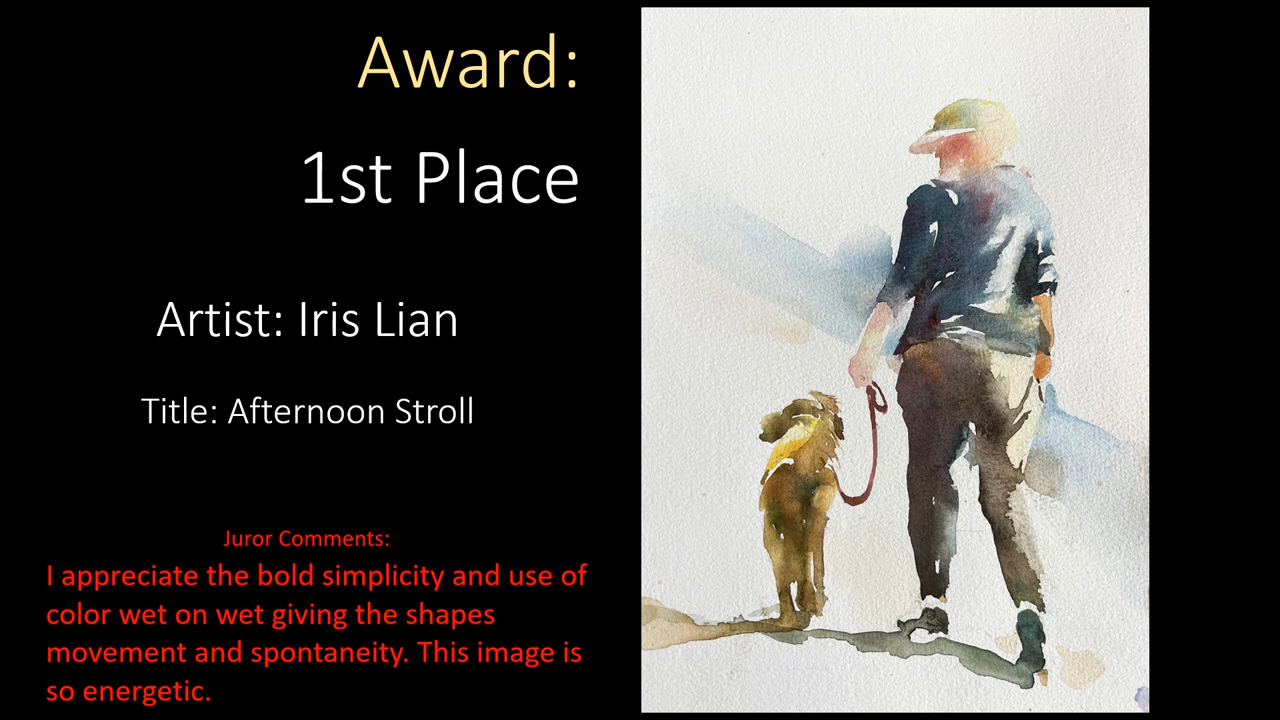 Award:
1st Place
Artist: Iris Lian
Title: Afternoon Stroll
Juror Comments:
I appreciate the bold simplicity and use of
color wet on wet giving the shapes
movement and spontaneity. This image is
so energetic.